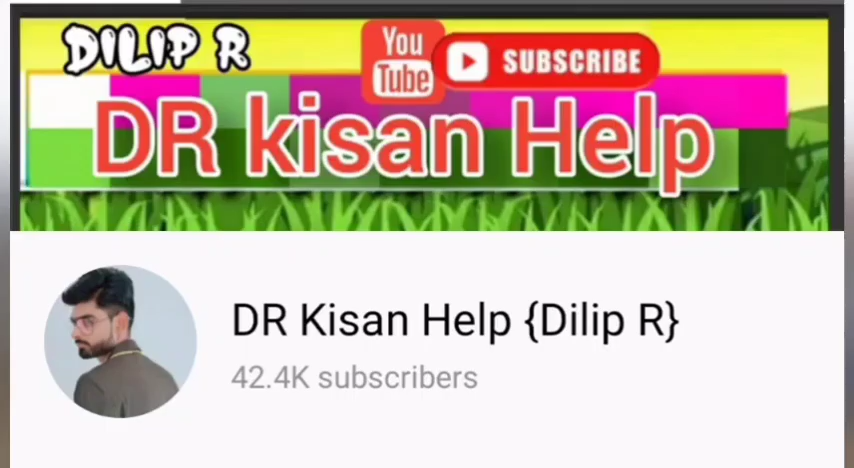 DILIP R
You
Tube
SUBSCRIBE
DR kisan Help
DR Kisan Help {Dilip R}
42.4K subscribers